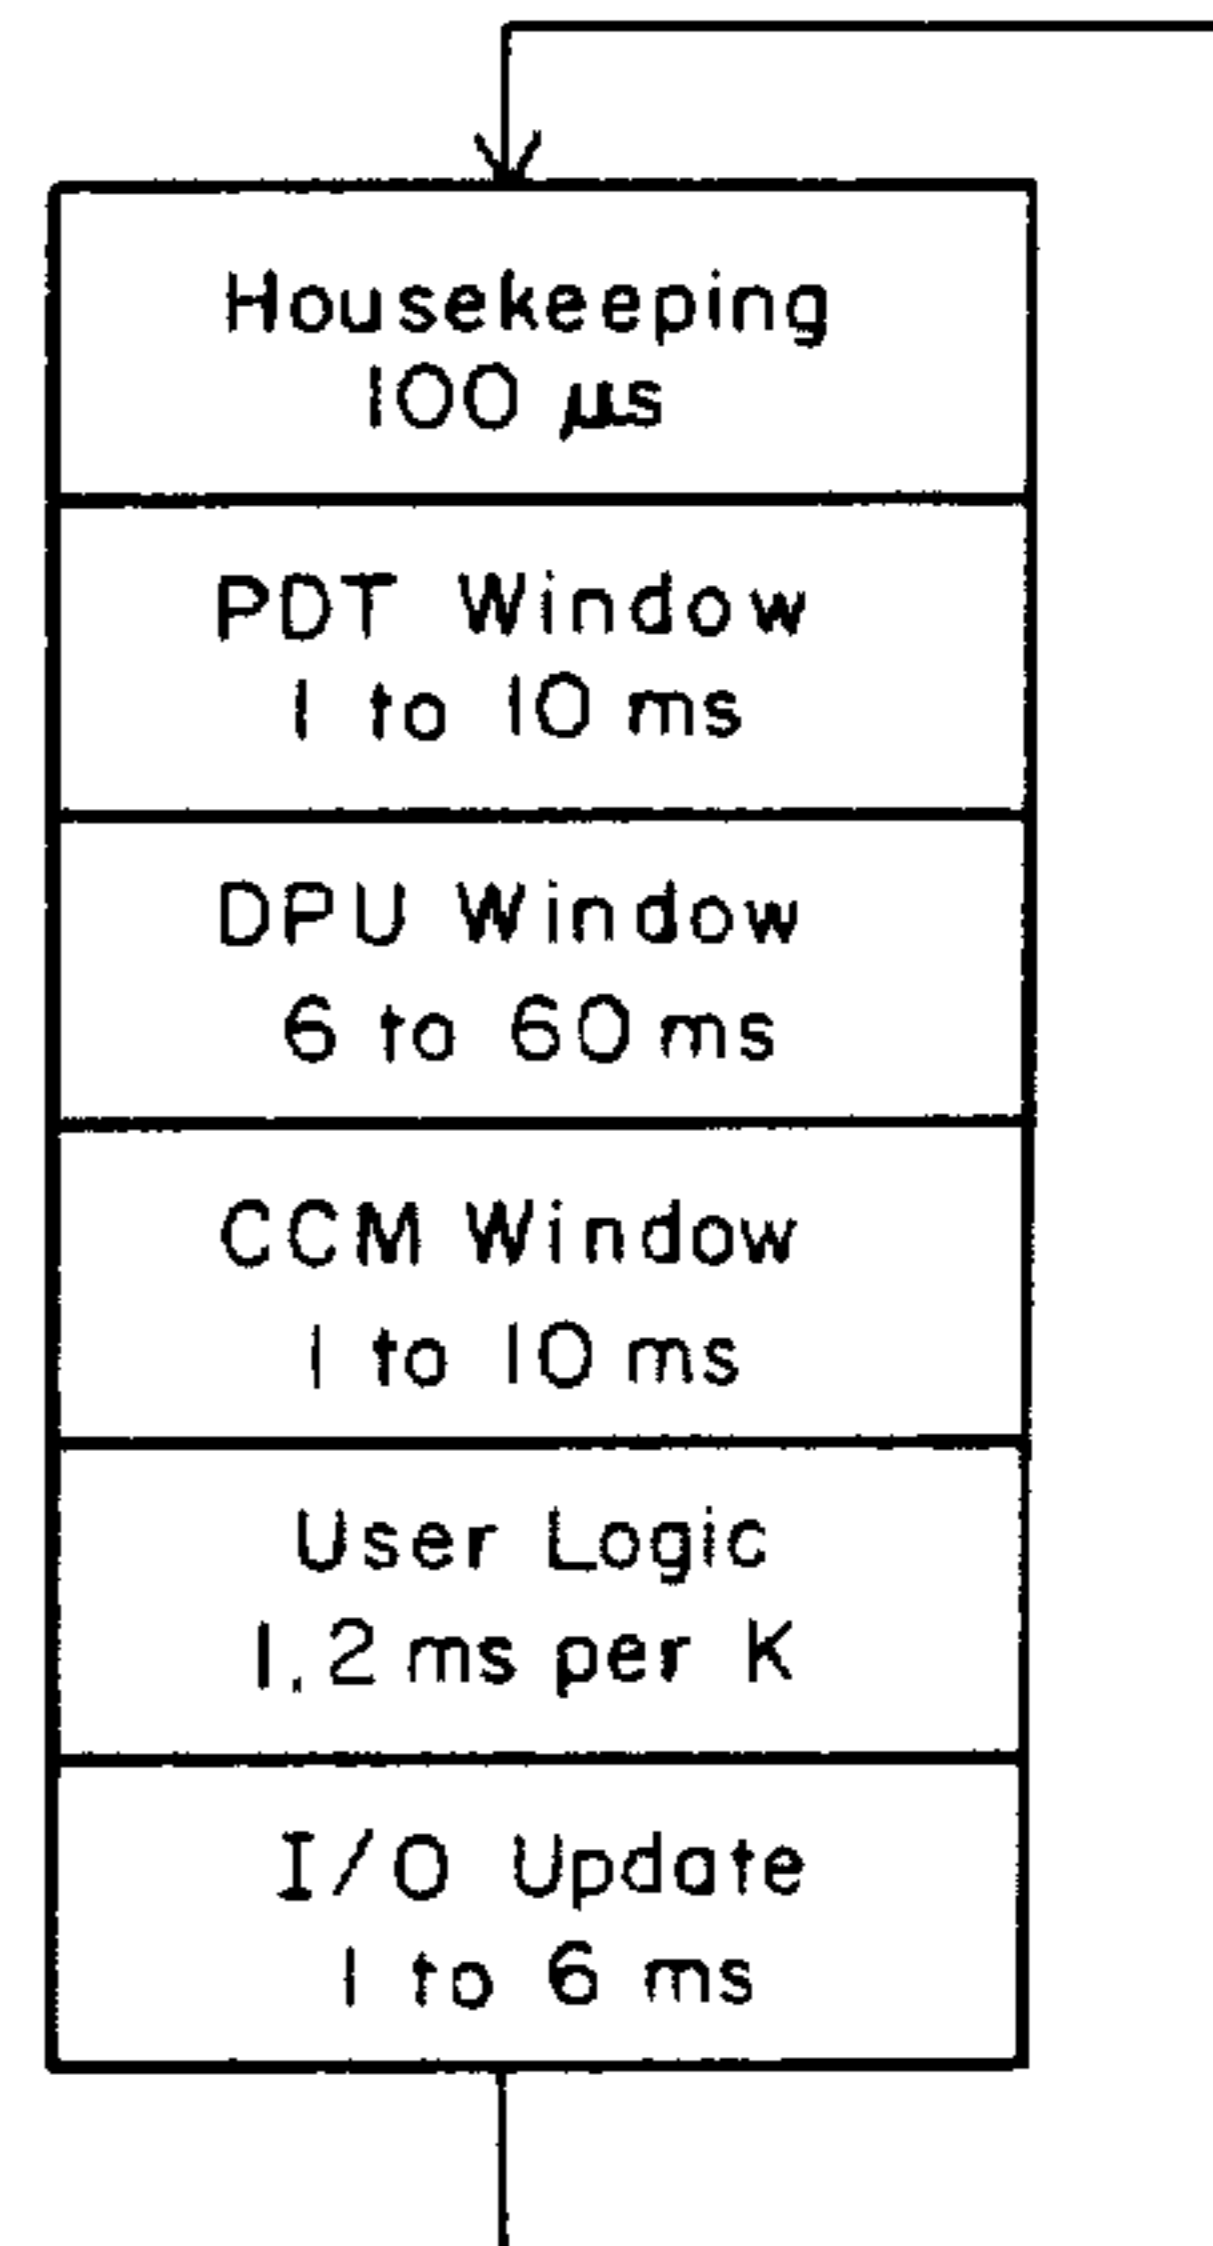 Housekeeping
100 µs
PDT Window
1 to 10 ms
DPU Window
6 to 60 ms
CCM Window
1 to 10 ms
User Logic
1.2 ms per K
I/O Update
1 to 6 ms